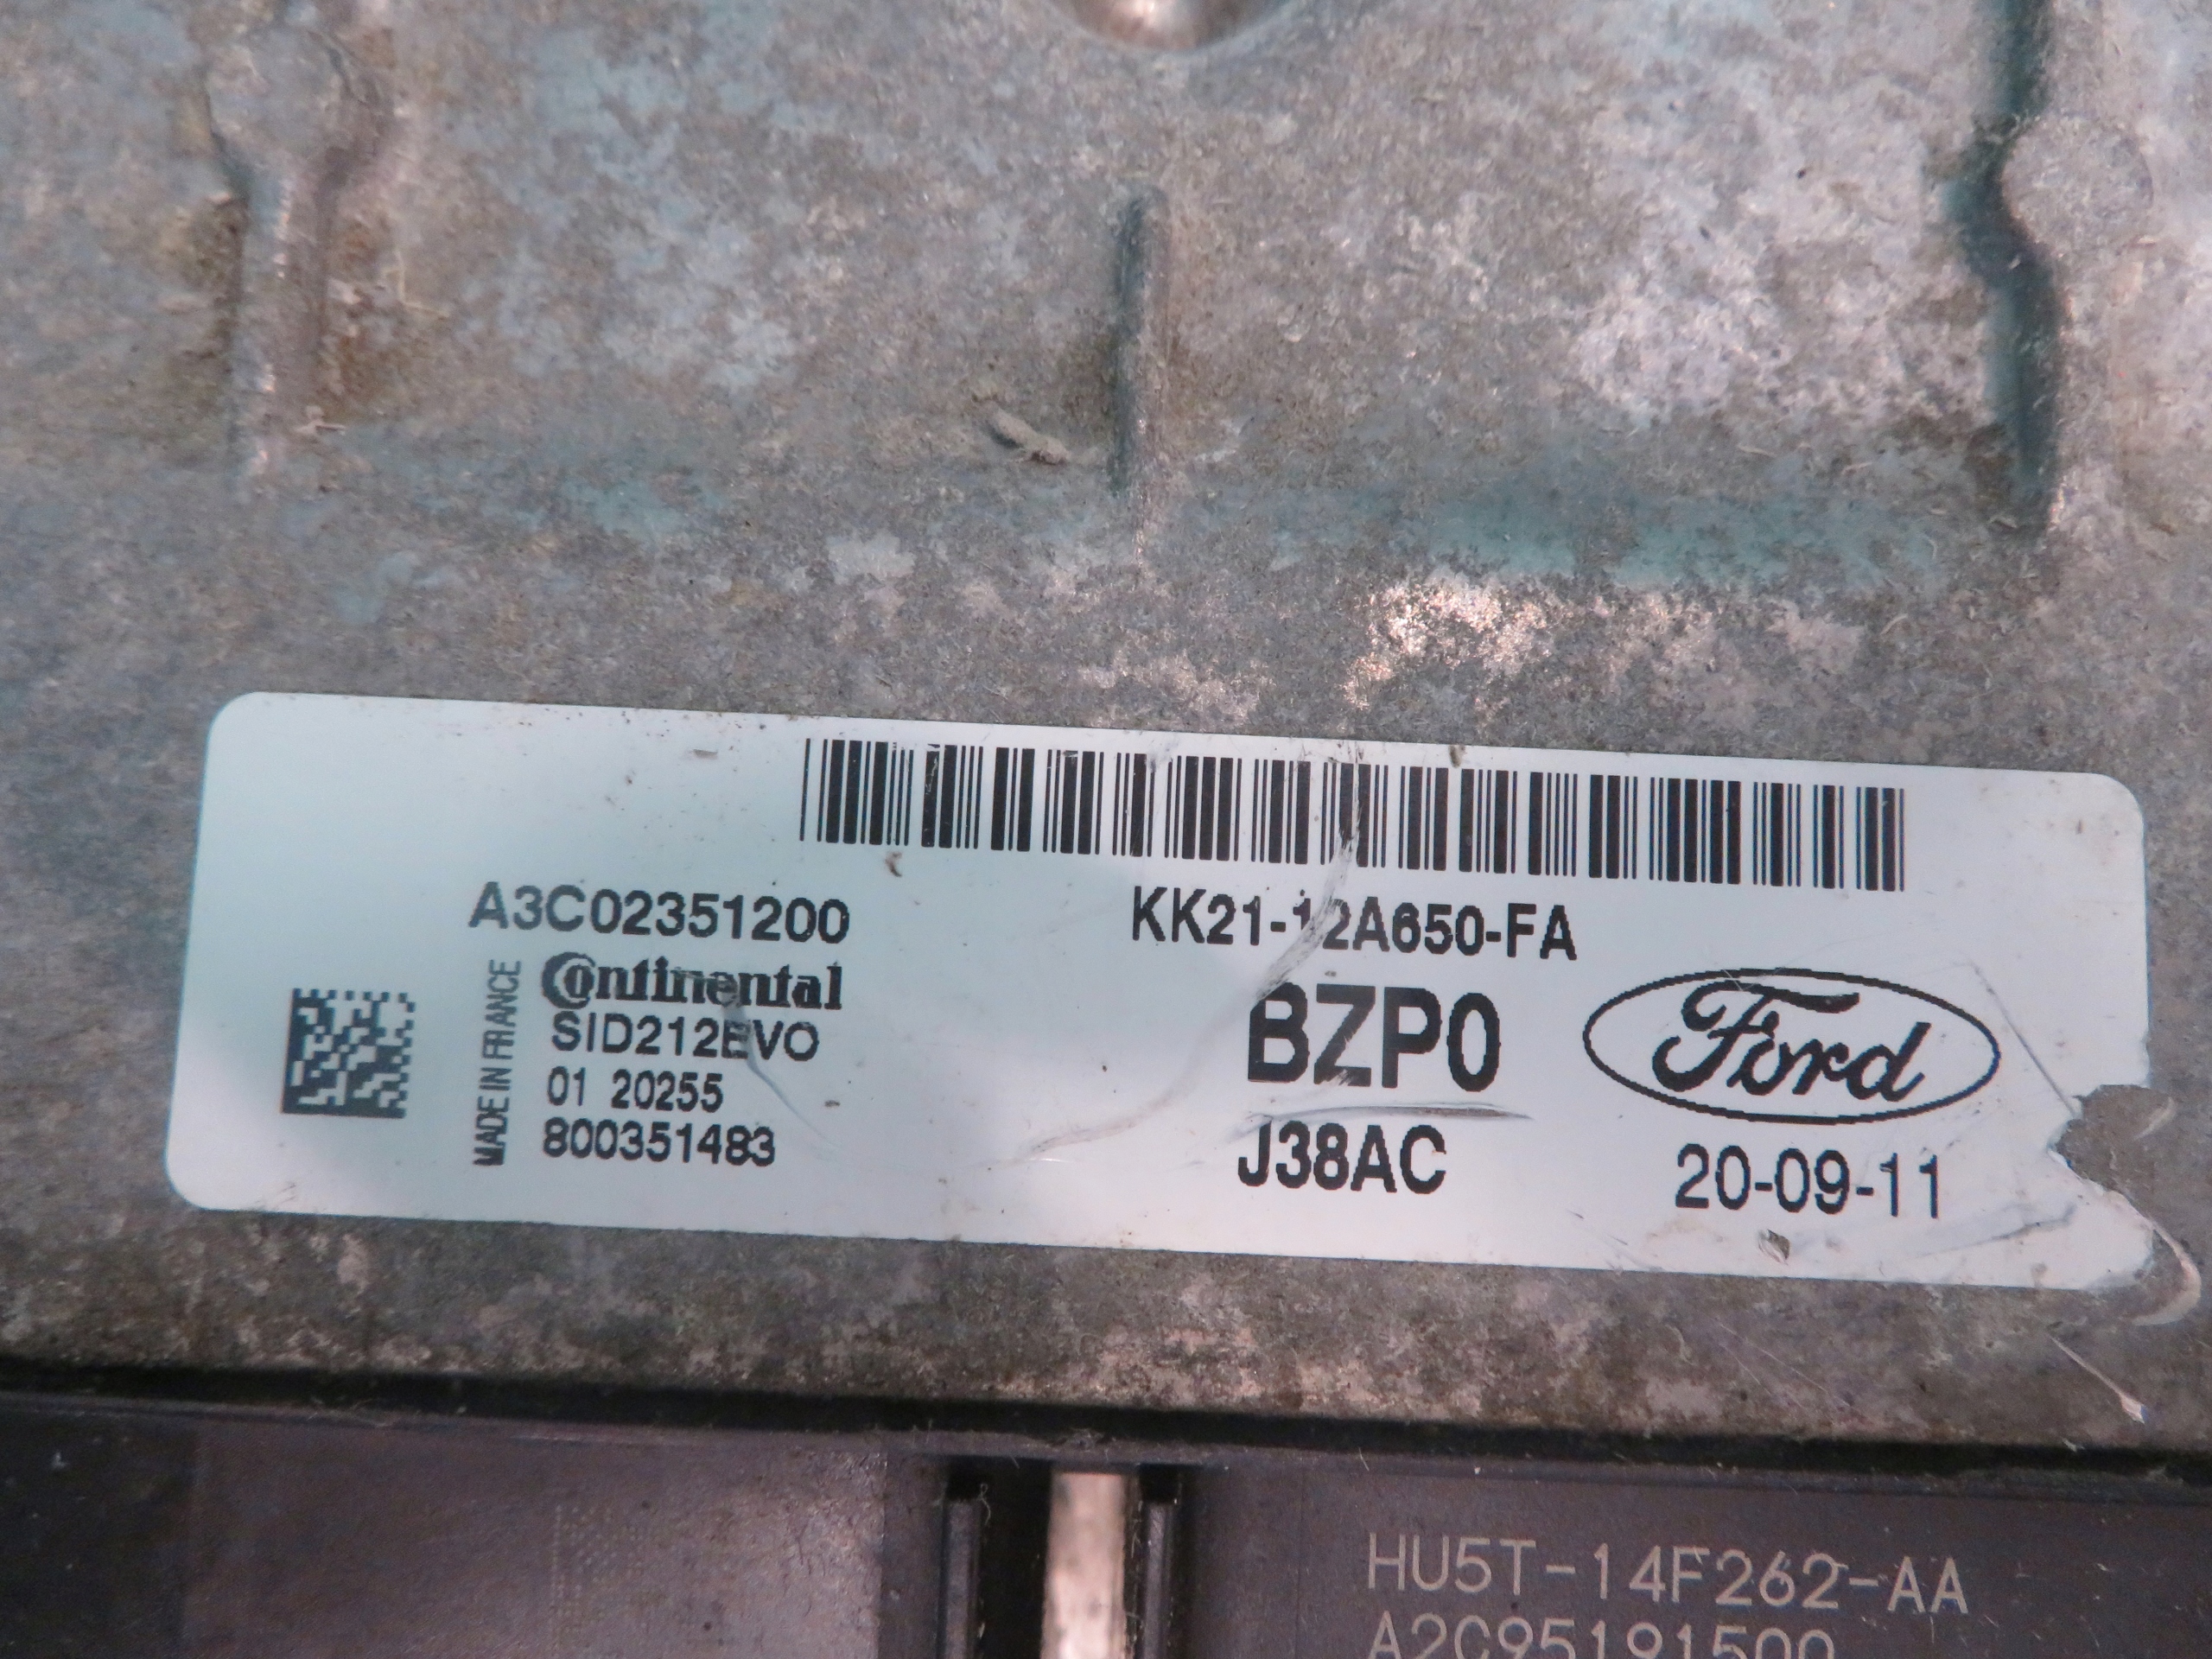 A3C02351200
KK21-12A650-FA
MADE IN FRANCE
Continental
SID212EVO
BZP0
Ford
01 20255
800351483
J38AC
20-09-11
HU5T-14F262-AA
A2C95191500